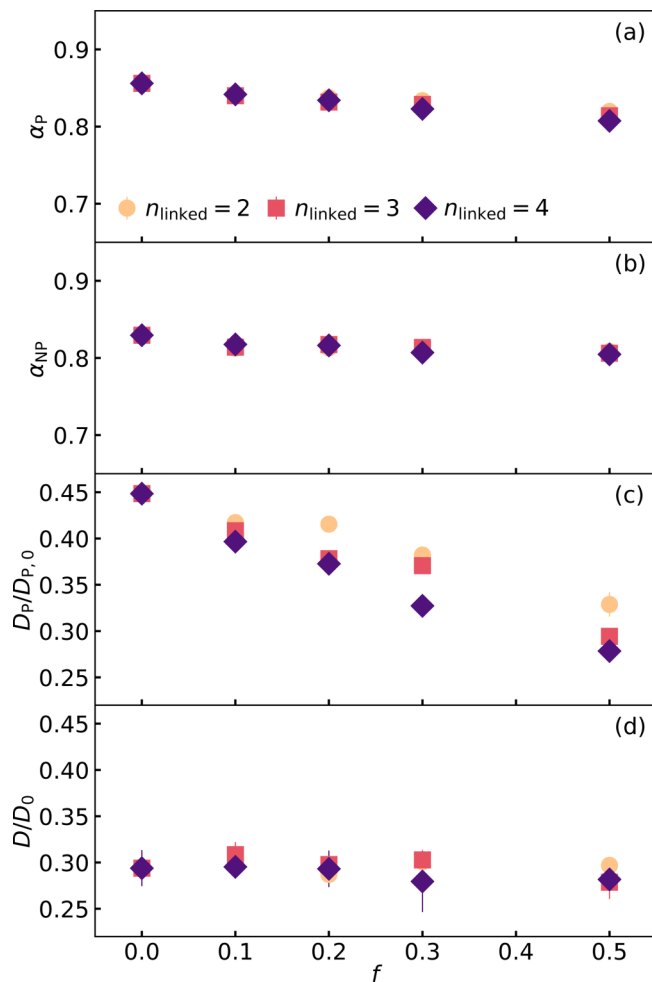 (a)
0.9
0.8
0.7
α_P
n_linked = 2 n_linked = 3 n_linked = 4
(b)
0.9
0.8
0.7
α_NP
(c)
0.45
0.40
0.35
0.30
0.25
D_P/D_P, 0
(d)
0.45
0.40
0.35
0.30
0.25
D/D_0
0.0 0.1 0.2 0.3 0.4 0.5
f